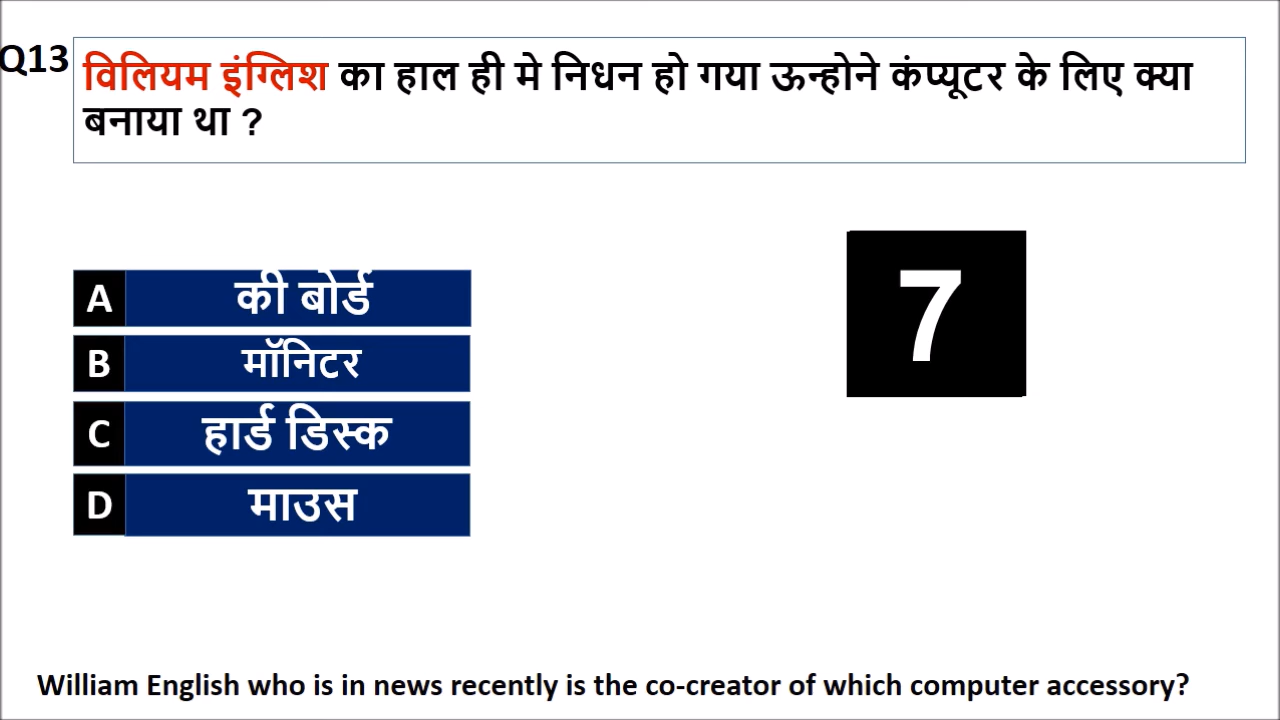 Q13
विलियम इंग्लिश का हाल ही मे निधन हो गया ऊन्होने कंप्यूटर के लिए क्या
बनाया था ?
A की बोर्ड
B मॉनिटर
C हार्ड डिस्क
D माउस
7
William English who is in news recently is the co-creator of which computer accessory?